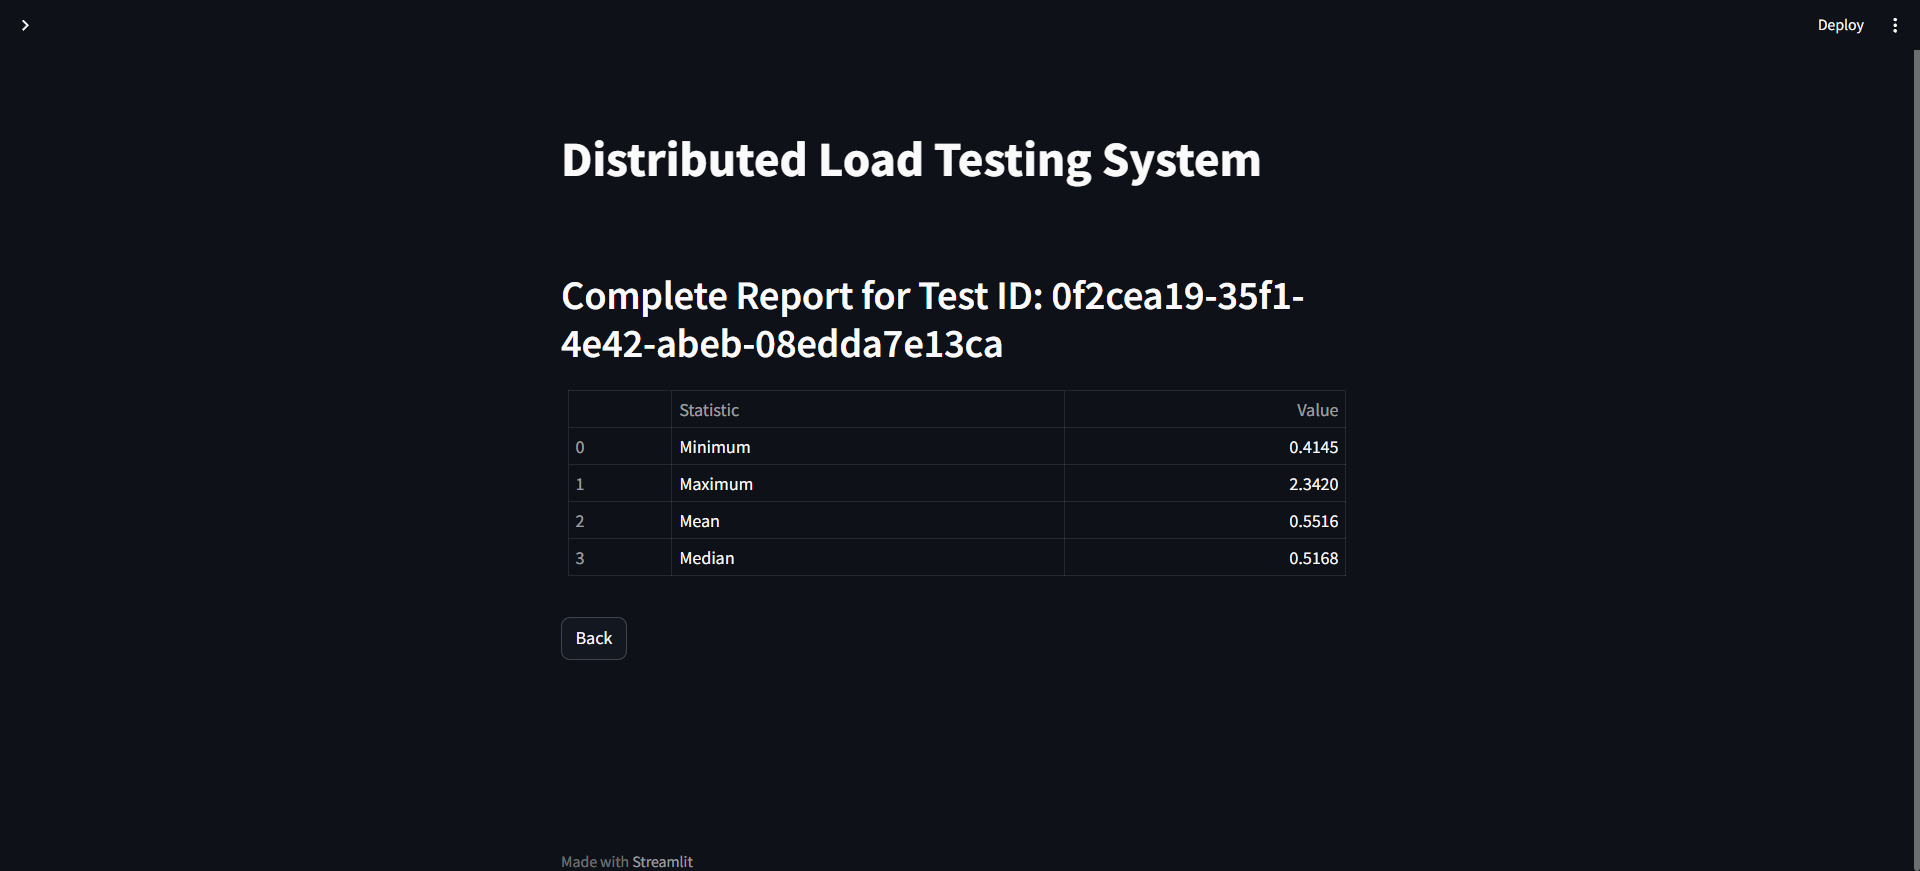 Deploy
Distributed Load Testing System
Complete Report for Test ID: 0f2cea19-35f1-
4e42-abeb-08edda7e13ca
Statistic Value
0 Minimum 0.4145
1 Maximum 2.3420
2 Mean 0.5516
3 Median 0.5168
Back
Made with Streamlit